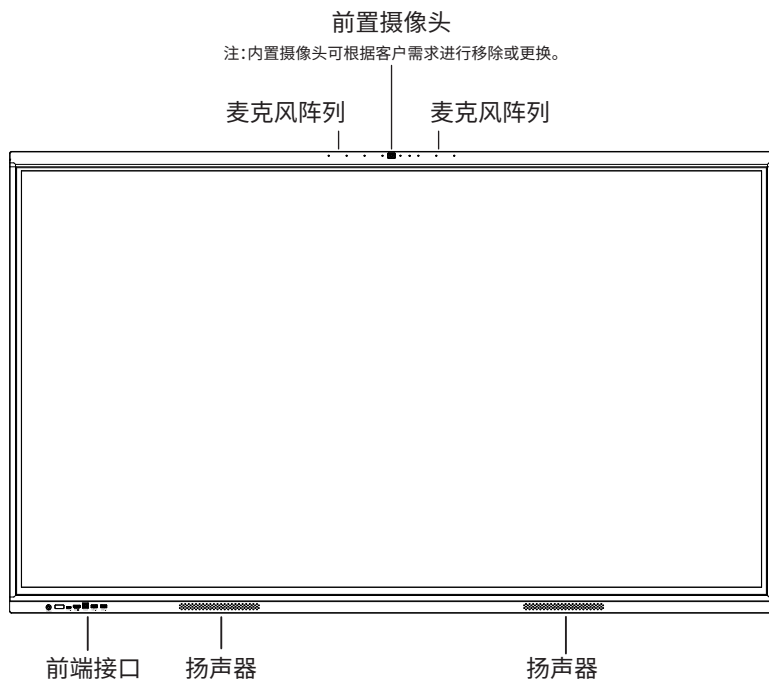 前置摄像头
注:内置摄像头可根据客户需求进行移除或更换。
麦克风阵列
麦克风阵列
前端接口
扬声器
扬声器